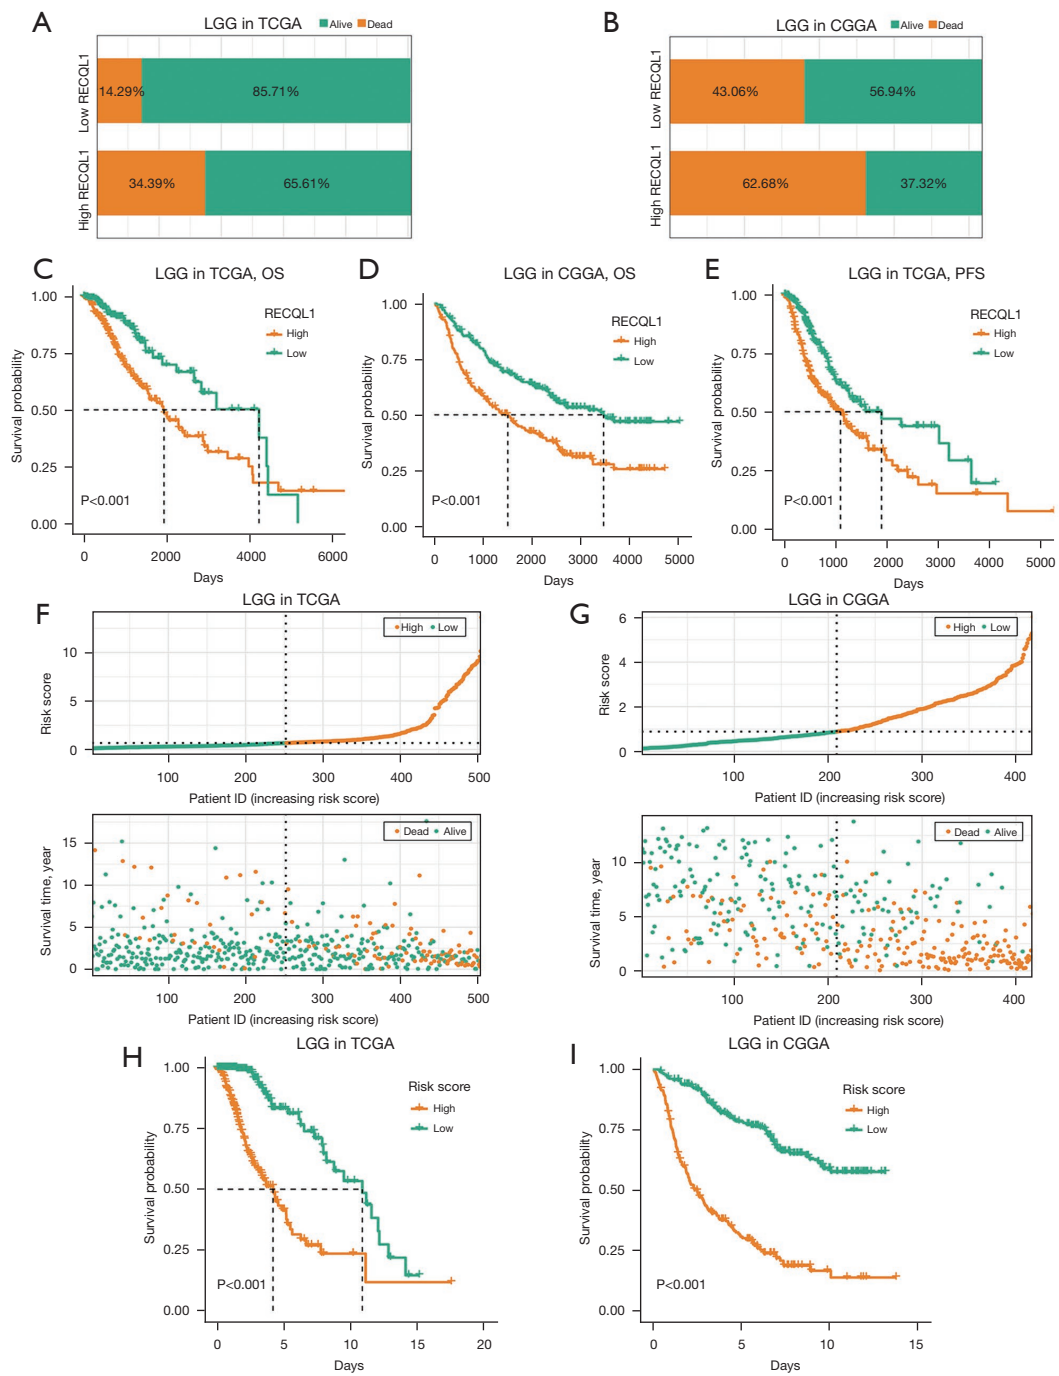 A
LGG in TCGA
Alive
Dead
Low RECQL1
14.29%
85.71%
High RECQL1
34.39%
65.61%
B
LGG in CGGA
Alive
Dead
Low RECQL1
43.06%
56.94%
High RECQL1
62.68%
37.32%
C
LGG in TCGA, OS
Survival probability
1.00
0.75
0.50
0.25
0.00
RECQL1
High
Low
P<0.001
0
2000
4000
6000
Days
D
LGG in CGGA, OS
Survival probability
1.00
0.75
0.50
0.25
0.00
RECQL1
High
Low
P<0.001
0
1000
2000
3000
4000
5000
Days
E
LGG in TCGA, PFS
Survival probability
1.00
0.75
0.50
0.25
0.00
RECQL1
High
Low
P<0.001
0
1000
2000
3000
4000
5000
Days
F
LGG in TCGA
Risk score
10
5
0
High
Low
100
200
300
400
500
Patient ID (increasing risk score)
Survival time, year
15
10
5
0
Dead
Alive
100
200
300
400
500
Patient ID (increasing risk score)
G
LGG in CGGA
Risk score
6
4
2
0
High
Low
100
200
300
400
Patient ID (increasing risk score)
Survival time, year
10
5
0
Dead
Alive
100
200
300
400
Patient ID (increasing risk score)
H
LGG in TCGA
Survival probability
1.00
0.75
0.50
0.25
0.00
Risk score
High
Low
P<0.001
0
5
10
15
20
Days
I
LGG in CGGA
Survival probability
1.00
0.75
0.50
0.25
0.00
Risk score
High
Low
P<0.001
0
5
10
15
Days